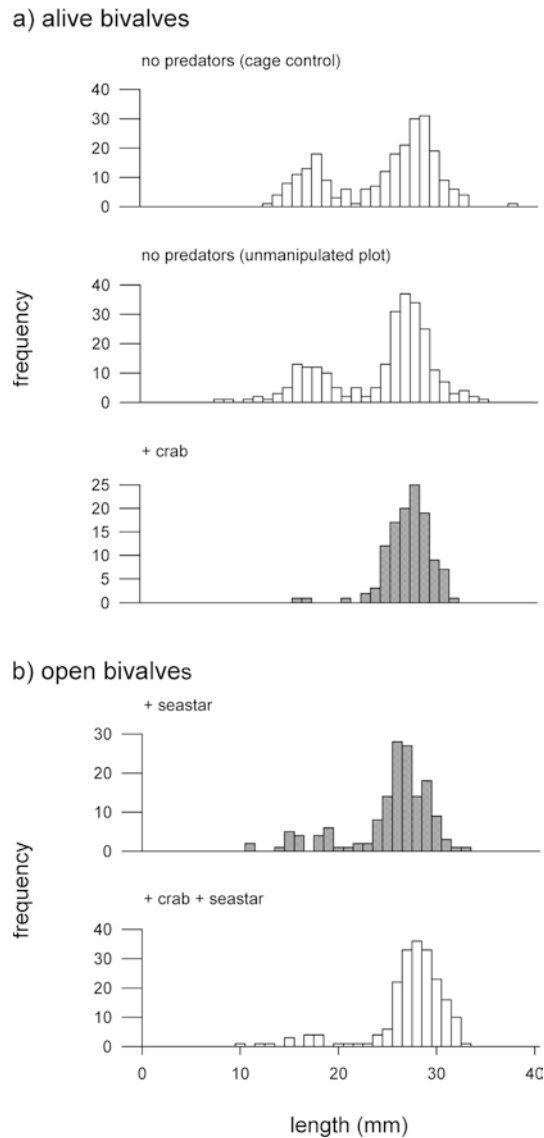 a) alive bivalves
no predators (cage control)
40
30
20
10
0
no predators (unmanipulated plot)
40
30
20
10
0
frequency
+ crab
25
20
15
10
5
0
b) open bivalves
+ seastar
30
20
10
0
frequency
+ crab + seastar
40
30
20
10
0
0 10 20 30 40
length (mm)